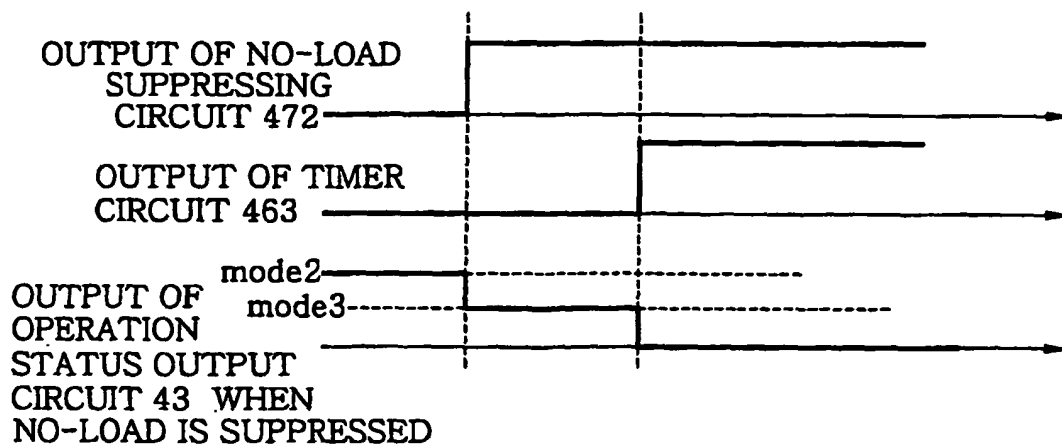 OUTPUT OF NO-LOAD
SUPPRESSING
CIRCUIT 472
OUTPUT OF TIMER
CIRCUIT 463
mode2
mode3
OUTPUT OF
OPERATION
STATUS OUTPUT
CIRCUIT 43 WHEN
NO-LOAD IS SUPPRESSED